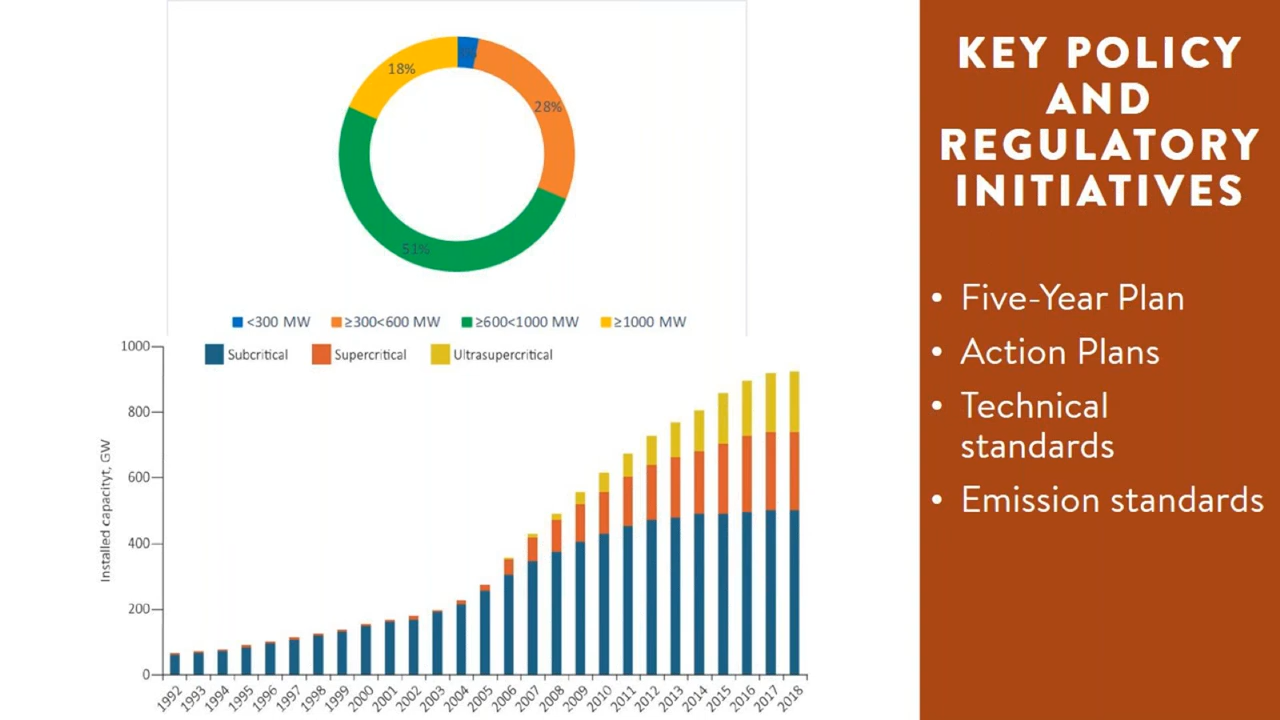 18%
28%
51%
<300 MW ≥300<600 MW ≥600<1000 MW ≥1000 MW
Subcritical Supercritical Ultrasupercritical
Installed capacityt, GW
1000
800
600
400
200
0
1992 1993 1994 1995 1996 1997 1998 1999 2000 2001 2002 2003 2004 2005 2006 2007 2008 2009 2010 2011 2012 2013 2014 2015 2016 2017 2018
KEY POLICY
AND
REGULATORY
INITIATIVES
• Five-Year Plan
• Action Plans
• Technical
standards
• Emission standards